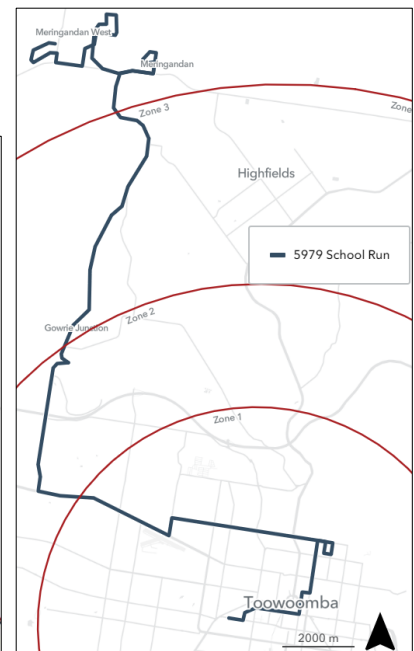 Meringandan West
Meringandan
Zone 3
Zone
Highfields
5979 School Run
Zone 2
Gowrie Junction
Zone 1
Toowoomba
2000 m